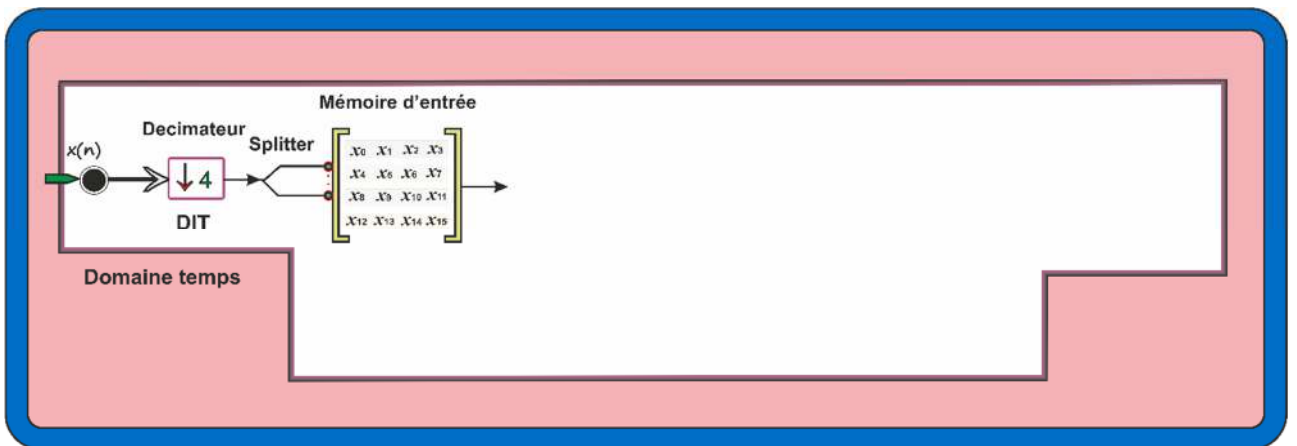 Mémoire d'entrée
Decimateur
Splitter
x(n)
↓4
DIT
x0 x1 x2 x3
x4 x5 x6 x7
x8 x9 x10 x11
x12 x13 x14 x15
Domaine temps